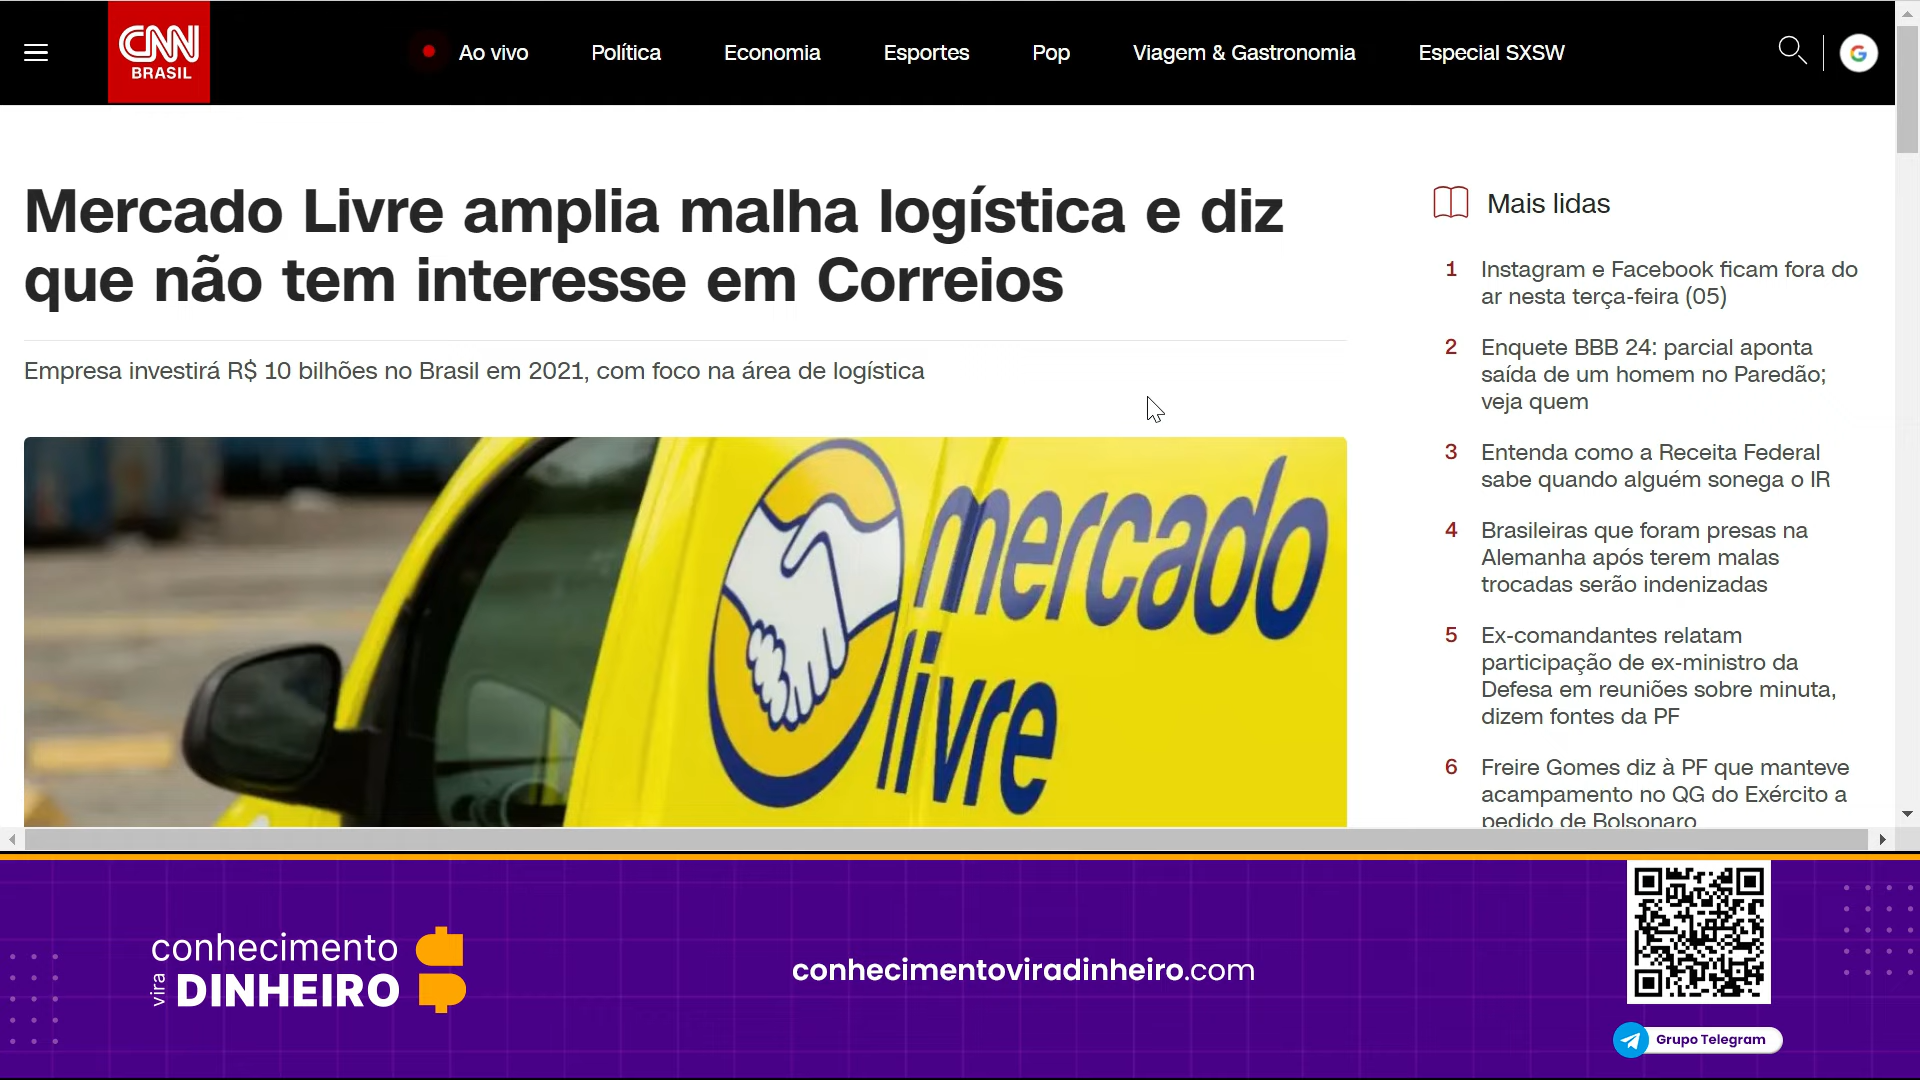 CNN
BRASIL
Ao vivo
Política
Economia
Esportes
Pop
Viagem & Gastronomia
Especial SXSW
G
Mercado Livre amplia malha logística e diz
que não tem interesse em Correios
Empresa investirá R$ 10 bilhões no Brasil em 2021, com foco na área de logística
mercado
livre
Mais lidas
1 Instagram e Facebook ficam fora do
ar nesta terça-feira (05)
2 Enquete BBB 24: parcial aponta
saída de um homem no Paredão;
veja quem
3 Entenda como a Receita Federal
sabe quando alguém sonega o IR
4 Brasileiras que foram presas na
Alemanha após terem malas
trocadas serão indenizadas
5 Ex-comandantes relatam
participação de ex-ministro da
Defesa em reuniões sobre minuta,
dizem fontes da PF
6 Freire Gomes diz à PF que manteve
acampamento no QG do Exército a
pedido de Bolsonaro
conhecimento
vira DINHEIRO
conhecimentoviradinheiro.com
Grupo Telegram